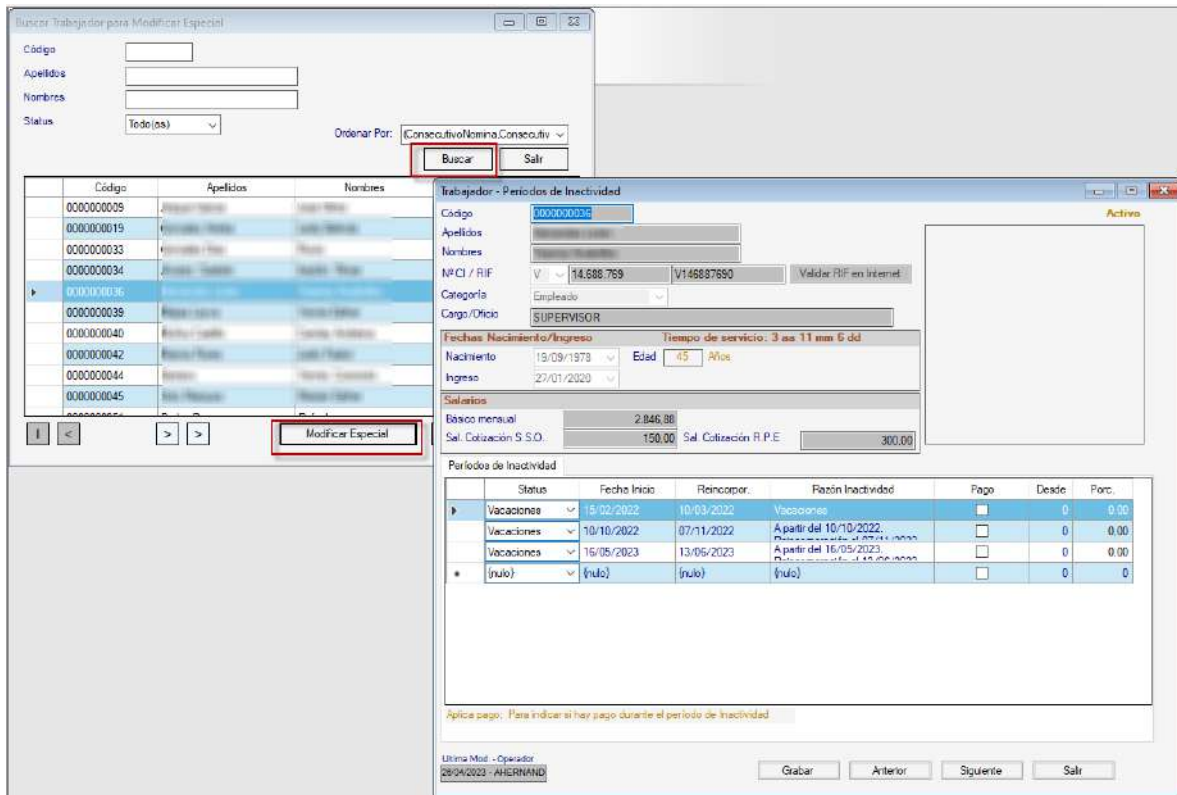 Buscar Trabajador para Modificar Especial
Código
Apellidos
Nombres
Status Todo(as)
Ordenar Por: (ConsecutivoNomina,Consecutiv
Buscar Salir
Código Apellidos Nombres
0000000009
0000000019
0000000033
0000000034
0000000036
0000000039
0000000040
0000000042
0000000044
0000000045
Modificar Especial
Trabajador - Períodos de Inactividad
Código 0000000036 Activo
Apellidos
Nombres
Nº CI / RIF V 14.688.769 V146887690 Validar RIF en Internet
Categoría Empleado
Cargo/Oficio SUPERVISOR
Fechas Nacimiento/Ingreso Tiempo de servicio: 3 aa 11 mm 6 dd
Nacimiento 19/09/1978 Edad 45 Años
Ingreso 27/01/2020
Salarios
Básico mensual 2.846,88
Sal. Cotización S.S.O. 150,00 Sal. Cotización R.P.E 300,00
Períodos de Inactividad
Status Fecha Inicio Reincorpor. Razón Inactividad Pago Desde Porc.
Vacaciones 15/02/2022 10/03/2022 Vacaciones 0 0,00
Vacaciones 10/10/2022 07/11/2022 A partir del 10/10/2022. 0 0,00
Vacaciones 16/05/2023 13/06/2023 A partir del 16/05/2023. 0 0,00
{nulo} {nulo} {nulo} {nulo} 0 0
Aplica pago: Para indicar si hay pago durante el período de Inactividad
Ultima Mod. - Operador
26/04/2023 - AHERNAND
Grabar Anterior Siguiente Salir